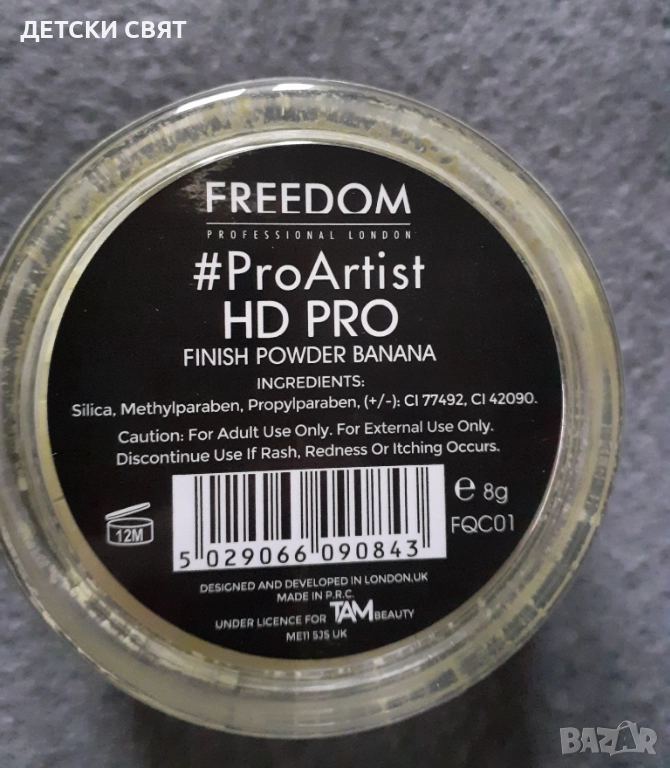 ДЕТСКИ СВЯТ
FREEDOM
PROFESSIONAL LONDON
#ProArtist
HD PRO
FINISH POWDER BANANA
INGREDIENTS:
Silica, Methylparaben, Propylparaben, (+/-): CI 77492, CI 42090.
Caution: For Adult Use Only. For External Use Only.
Discontinue Use If Rash, Redness Or Itching Occurs.
12M
5 029066 090843
e 8g
FQC01
DESIGNED AND DEVELOPED IN LONDON,UK
MADE IN P.R.C.
UNDER LICENCE FOR TAM BEAUTY
ME11 5JS UK
BAZAR